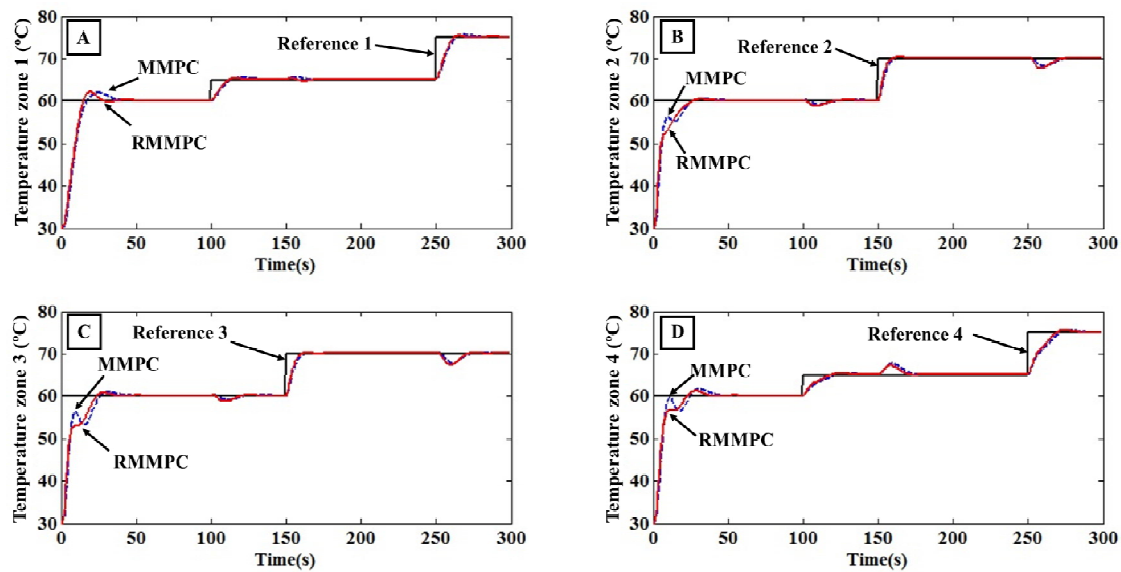 A
Temperature zone 1 (ºC)
80
70
60
50
40
30
Reference 1
MMPC
RMMPC
0 50 100 150 200 250 300
Time(s)
B
Temperature zone 2 (ºC)
80
70
60
50
40
30
Reference 2
MMPC
RMMPC
0 50 100 150 200 250 300
Time(s)
C
Temperature zone 3 (ºC)
80
70
60
50
40
30
Reference 3
MMPC
RMMPC
0 50 100 150 200 250 300
Time(s)
D
Temperature zone 4 (ºC)
80
70
60
50
40
30
Reference 4
MMPC
RMMPC
0 50 100 150 200 250 300
Time(s)